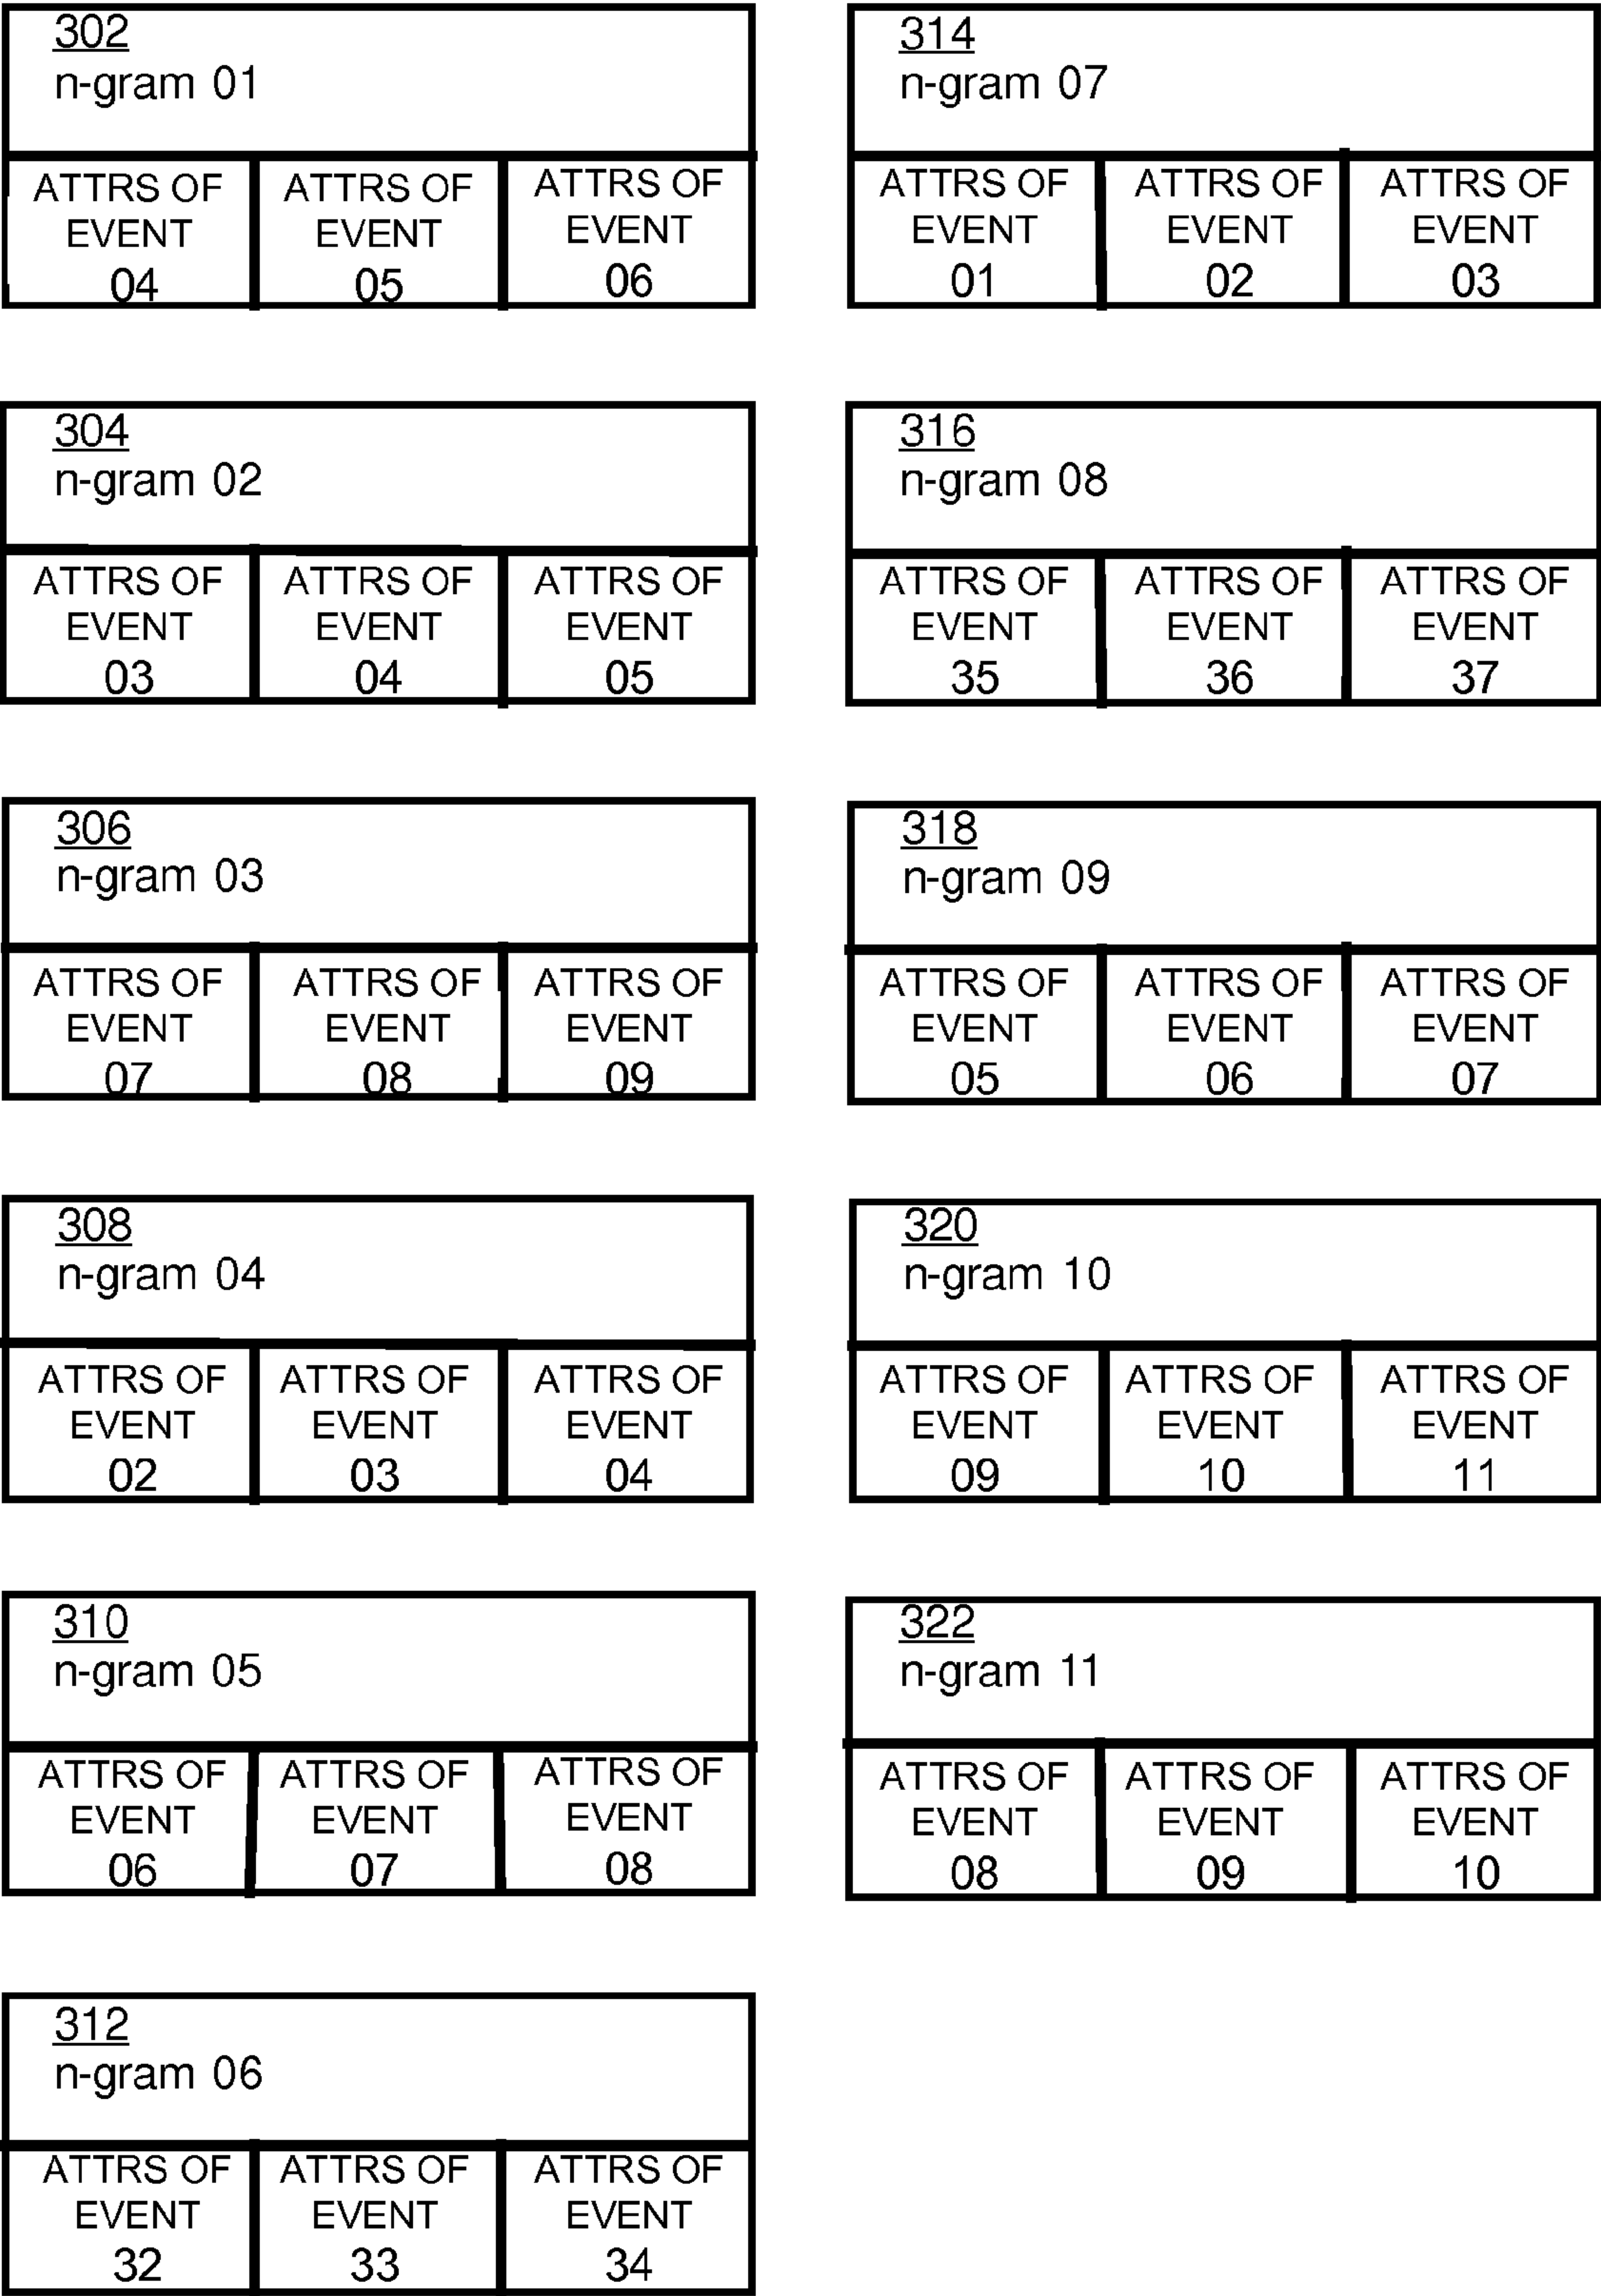 302
n-gram 01
ATTRS OF EVENT 04
ATTRS OF EVENT 05
ATTRS OF EVENT 06
304
n-gram 02
ATTRS OF EVENT 03
ATTRS OF EVENT 04
ATTRS OF EVENT 05
306
n-gram 03
ATTRS OF EVENT 07
ATTRS OF EVENT 08
ATTRS OF EVENT 09
308
n-gram 04
ATTRS OF EVENT 02
ATTRS OF EVENT 03
ATTRS OF EVENT 04
310
n-gram 05
ATTRS OF EVENT 06
ATTRS OF EVENT 07
ATTRS OF EVENT 08
312
n-gram 06
ATTRS OF EVENT 32
ATTRS OF EVENT 33
ATTRS OF EVENT 34
314
n-gram 07
ATTRS OF EVENT 01
ATTRS OF EVENT 02
ATTRS OF EVENT 03
316
n-gram 08
ATTRS OF EVENT 35
ATTRS OF EVENT 36
ATTRS OF EVENT 37
318
n-gram 09
ATTRS OF EVENT 05
ATTRS OF EVENT 06
ATTRS OF EVENT 07
320
n-gram 10
ATTRS OF EVENT 09
ATTRS OF EVENT 10
ATTRS OF EVENT 11
322
n-gram 11
ATTRS OF EVENT 08
ATTRS OF EVENT 09
ATTRS OF EVENT 10